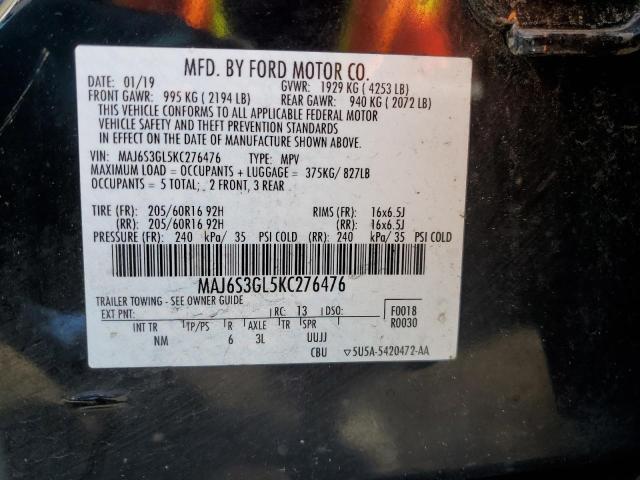 MFD. BY FORD MOTOR CO.
DATE: 01/19 GVWR: 1929 KG ( 4253 LB)
FRONT GAWR: 995 KG ( 2194 LB) REAR GAWR: 940 KG ( 2072 LB)
THIS VEHICLE CONFORMS TO ALL APPLICABLE FEDERAL MOTOR
VEHICLE SAFETY AND THEFT PREVENTION STANDARDS
IN EFFECT ON THE DATE OF MANUFACTURE SHOWN ABOVE.
VIN: MAJ6S3GL5KC276476 TYPE: MPV
MAXIMUM LOAD = OCCUPANTS + LUGGAGE = 375KG/ 827LB
OCCUPANTS = 5 TOTAL; 2 FRONT, 3 REAR
TIRE (FR): 205/60R16 92H RIMS (FR): 16x6.5J
(RR): 205/60R16 92H (RR): 16x6.5J
PRESSURE (FR): 240 kPa/ 35 PSI COLD (RR): 240 kPa/ 35 PSI COLD
MAJ6S3GL5KC276476
TRAILER TOWING - SEE OWNER GUIDE
EXT PNT: RC: 13 DSO: F0018
R0030
INT TR TP/PS R AXLE TR SPR
NM 6 3L UUJJ
CBU ▽5U5A-5420472-AA